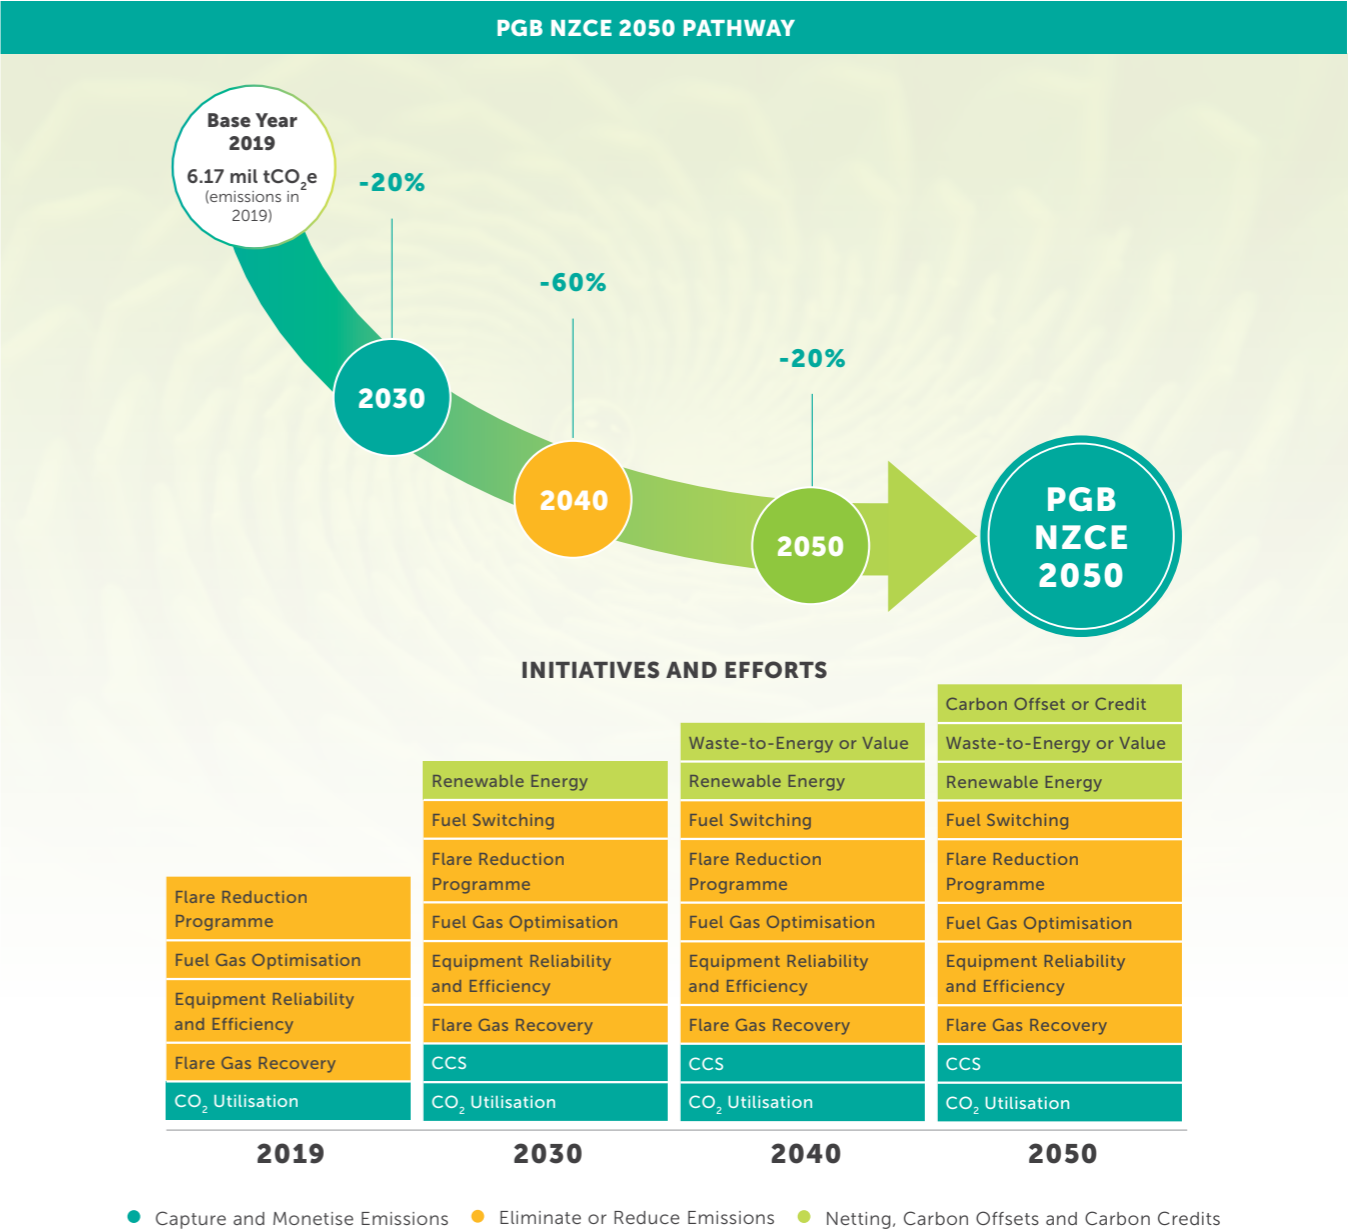 PGB NZCE 2050 PATHWAY
Base Year
2019
6.17 mil tCO₂e
(emissions in
2019)
-20%
-60%
-20%
2030
2040
2050
PGB
NZCE
2050
INITIATIVES AND EFFORTS
Flare Reduction
Programme
Fuel Gas Optimisation
Equipment Reliability
and Efficiency
Flare Gas Recovery
CO₂ Utilisation
2019
Renewable Energy
Fuel Switching
Flare Reduction
Programme
Fuel Gas Optimisation
Equipment Reliability
and Efficiency
Flare Gas Recovery
CCS
CO₂ Utilisation
2030
Waste-to-Energy or Value
Renewable Energy
Fuel Switching
Flare Reduction
Programme
Fuel Gas Optimisation
Equipment Reliability
and Efficiency
Flare Gas Recovery
CCS
CO₂ Utilisation
2040
Carbon Offset or Credit
Waste-to-Energy or Value
Renewable Energy
Fuel Switching
Flare Reduction
Programme
Fuel Gas Optimisation
Equipment Reliability
and Efficiency
Flare Gas Recovery
CCS
CO₂ Utilisation
2050
Capture and Monetise Emissions
Eliminate or Reduce Emissions
Netting, Carbon Offsets and Carbon Credits